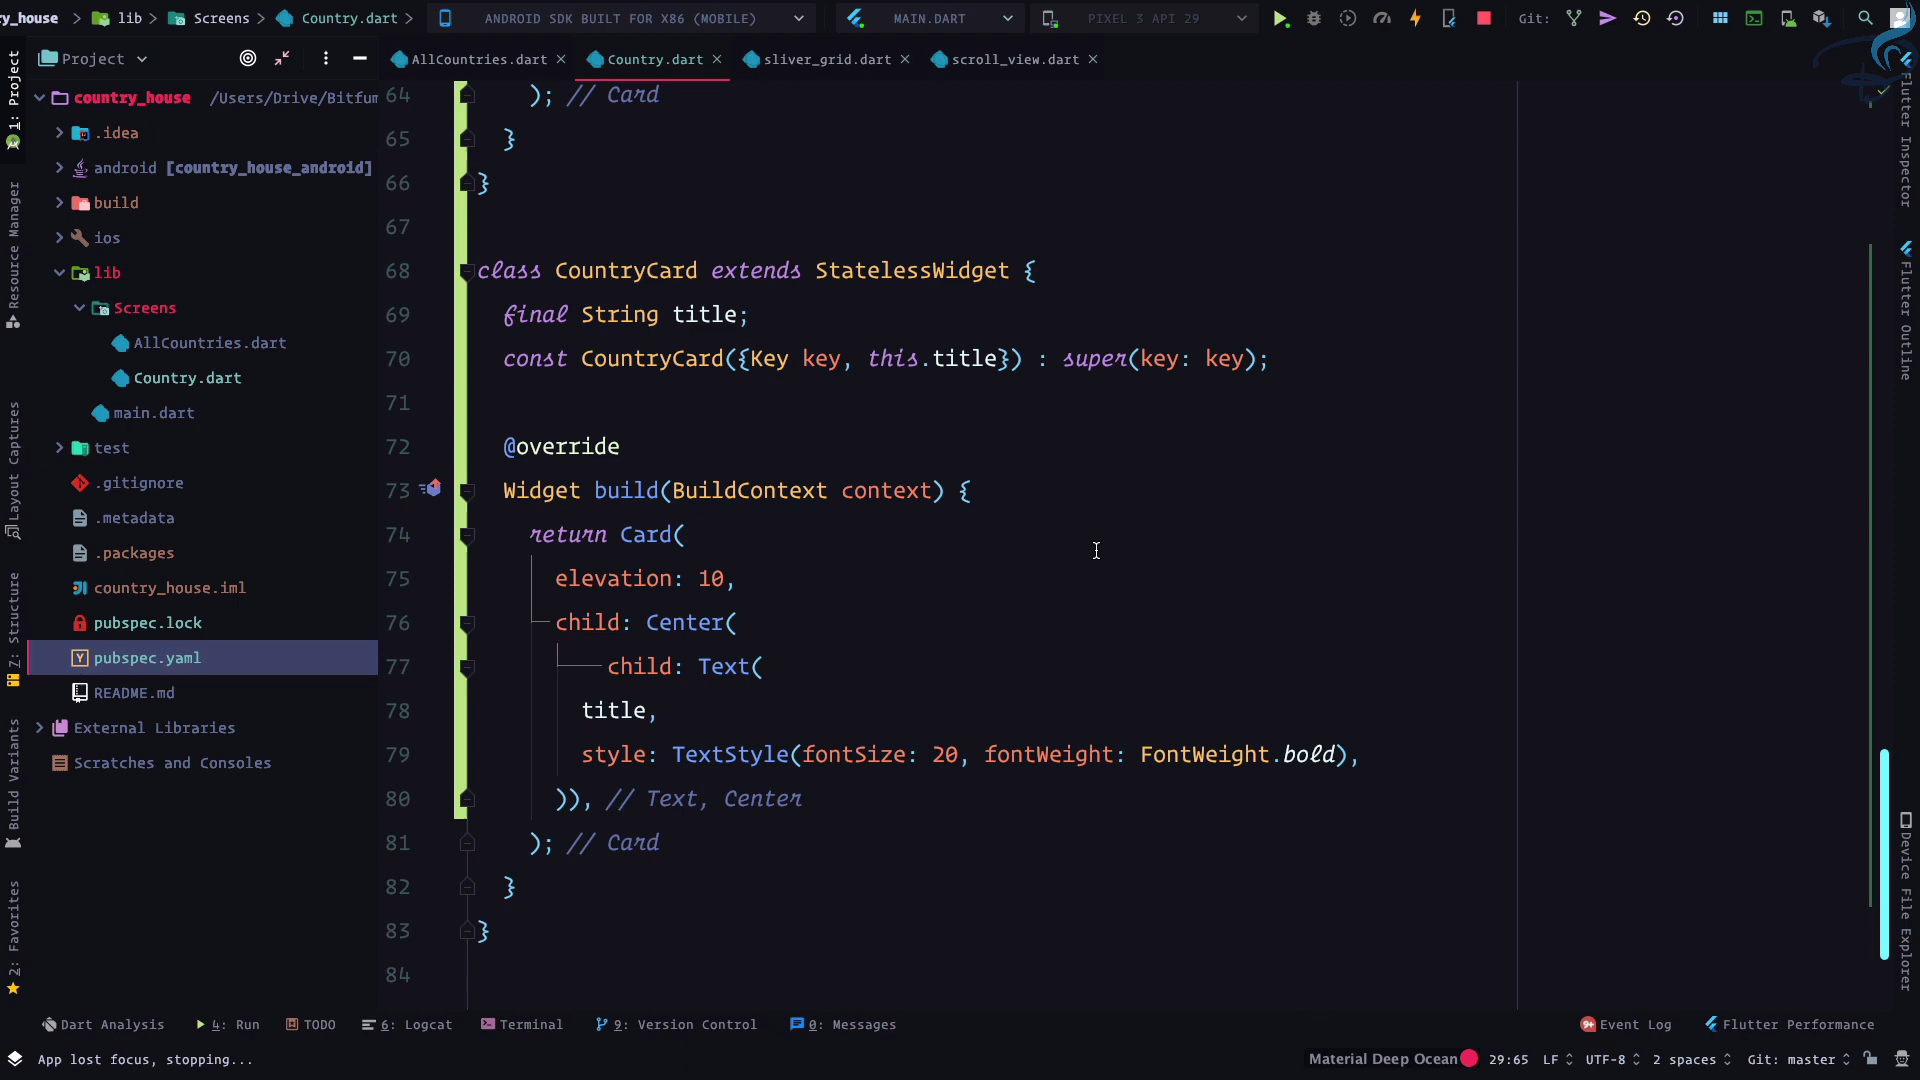 ry_house > lib > Screens > Country.dart > ANDROID SDK BUILT FOR X86 (MOBILE) MAIN.DART PIXEL 3 API 29 Git:
Project AllCountries.dart Country.dart sliver_grid.dart scroll_view.dart
country_house /Users/Drive/Bitfun
.idea
android [country_house_android]
build
ios
lib
Screens
AllCountries.dart
Country.dart
main.dart
test
.gitignore
.metadata
.packages
country_house.iml
pubspec.lock
pubspec.yaml
README.md
External Libraries
Scratches and Consoles
1: Project
Resource Manager
Layout Captures
7: Structure
Build Variants
2: Favorites
64 ); // Card
65 }
66 }
67
68 class CountryCard extends StatelessWidget {
69 final String title;
70 const CountryCard({Key key, this.title}) : super(key: key);
71
72 @override
73 Widget build(BuildContext context) {
74 return Card(
75 elevation: 10,
76 child: Center(
77 child: Text(
78 title,
79 style: TextStyle(fontSize: 20, fontWeight: FontWeight.bold),
80 )), // Text, Center
81 ); // Card
82 }
83 }
84
Flutter Inspector
Flutter Outline
Device File Explorer
Dart Analysis 4: Run TODO 6: Logcat Terminal 9: Version Control 0: Messages 9+ Event Log Flutter Performance
App lost focus, stopping... Material Deep Ocean 29:65 LF UTF-8 2 spaces Git: master